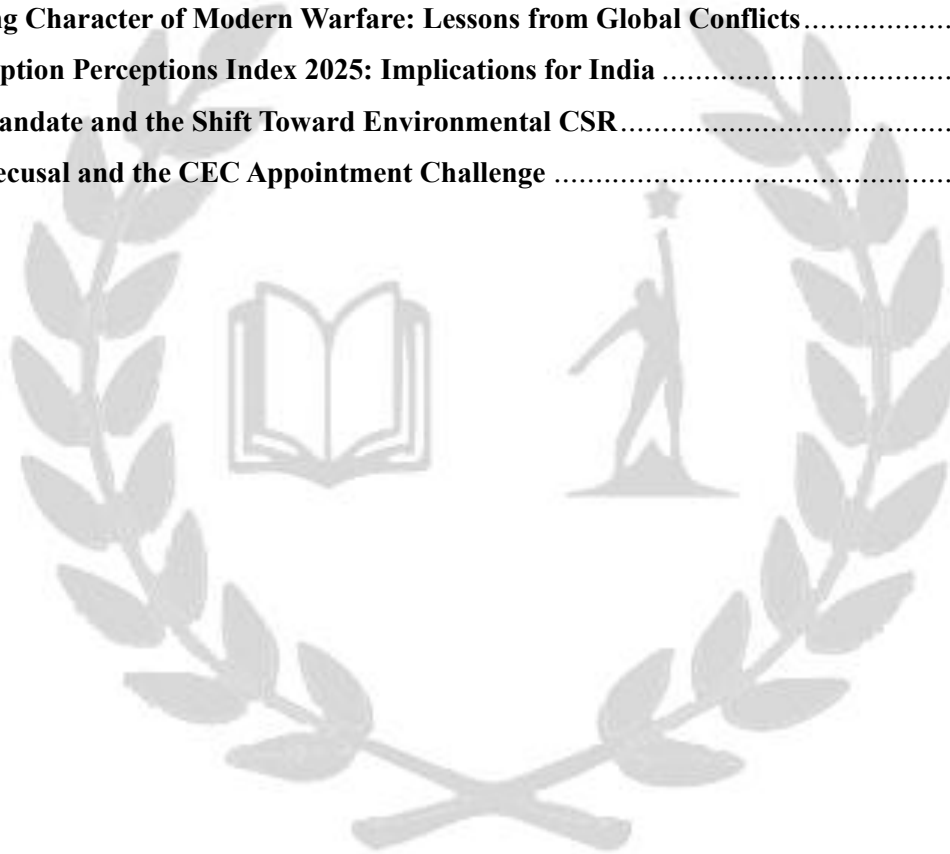 ng Character of Modern Warfare: Lessons from Global Conflicts....................
ption Perceptions Index 2025: Implications for India........................................
andate and the Shift Toward Environmental CSR.............................................
ecusal and the CEC Appointment Challenge......................................................